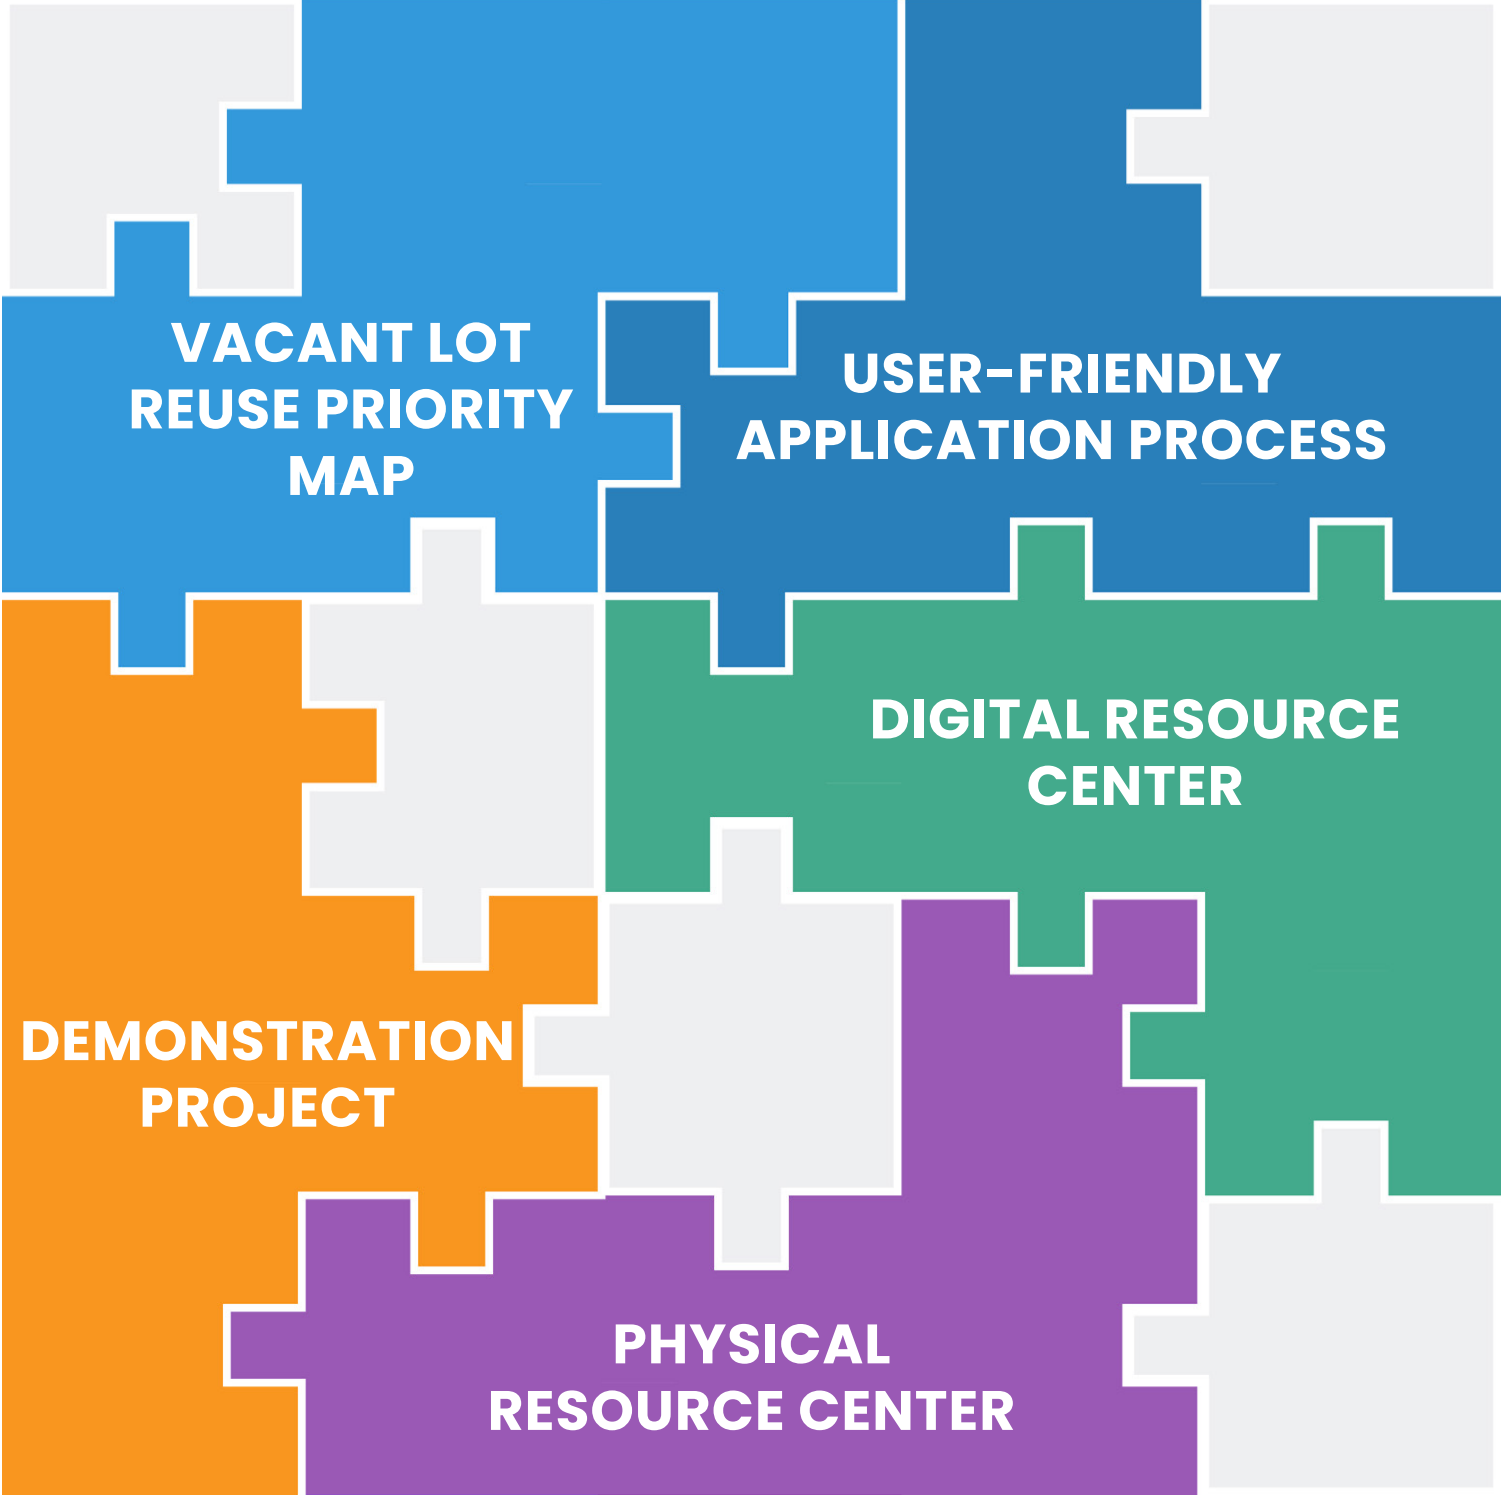 VACANT LOT
REUSE PRIORITY
MAP
USER-FRIENDLY
APPLICATION PROCESS
DIGITAL RESOURCE
CENTER
DEMONSTRATION
PROJECT
PHYSICAL
RESOURCE CENTER